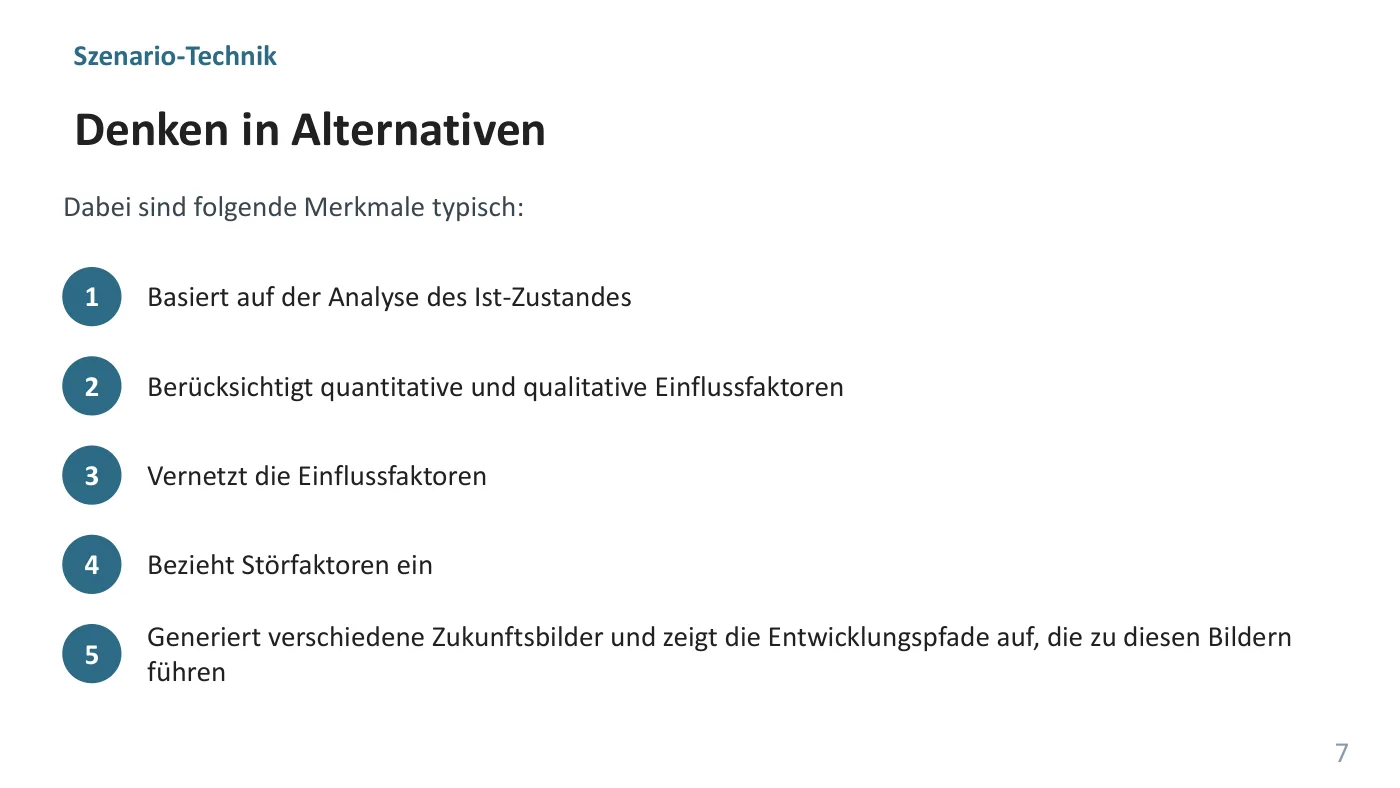 Szenario-Technik
Denken in Alternativen
Dabei sind folgende Merkmale typisch:
1 Basiert auf der Analyse des Ist-Zustandes
2 Berücksichtigt quantitative und qualitative Einflussfaktoren
3 Vernetzt die Einflussfaktoren
4 Bezieht Störfaktoren ein
5 Generiert verschiedene Zukunftsbilder und zeigt die Entwicklungspfade auf, die zu diesen Bildern
führen
7